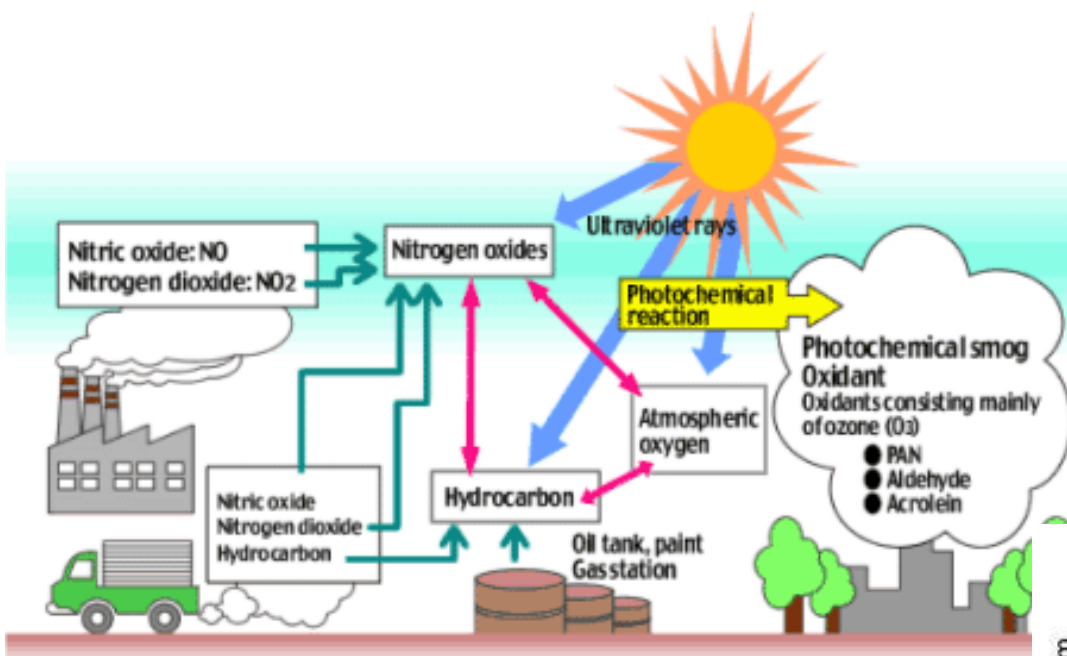 Ultraviolet rays
Nitric oxide: NO
Nitrogen dioxide: NO2
Nitrogen oxides
Photochemical
reaction
Photochemical smog
Oxidant
Oxidants consisting mainly
of ozone (O3)
● PAN
● Aldehyde
● Acrolein
Atmospheric
oxygen
Hydrocarbon
Nitric oxide
Nitrogen dioxide
Hydrocarbon
Oil tank, paint
Gas station